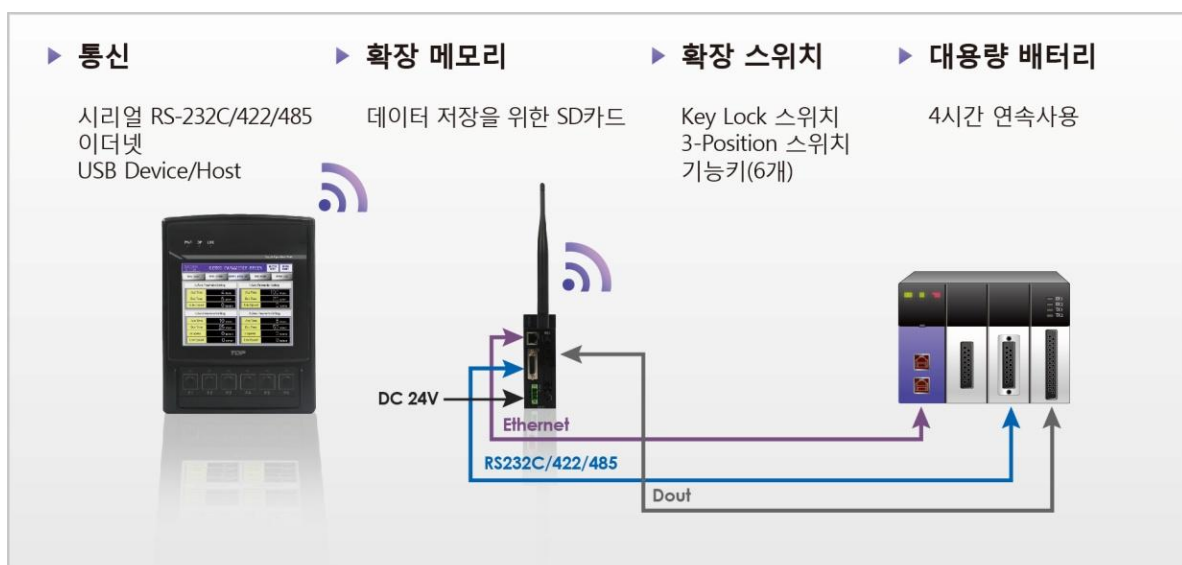 통신
시리얼 RS-232C/422/485
이더넷
USB Device/Host
확장 메모리
데이터 저장을 위한 SD카드
확장 스위치
Key Lock 스위치
3-Position 스위치
기능키(6개)
대용량 배터리
4시간 연속사용
TOP
DC 24V
Ethernet
RS232C/422/485
Dout